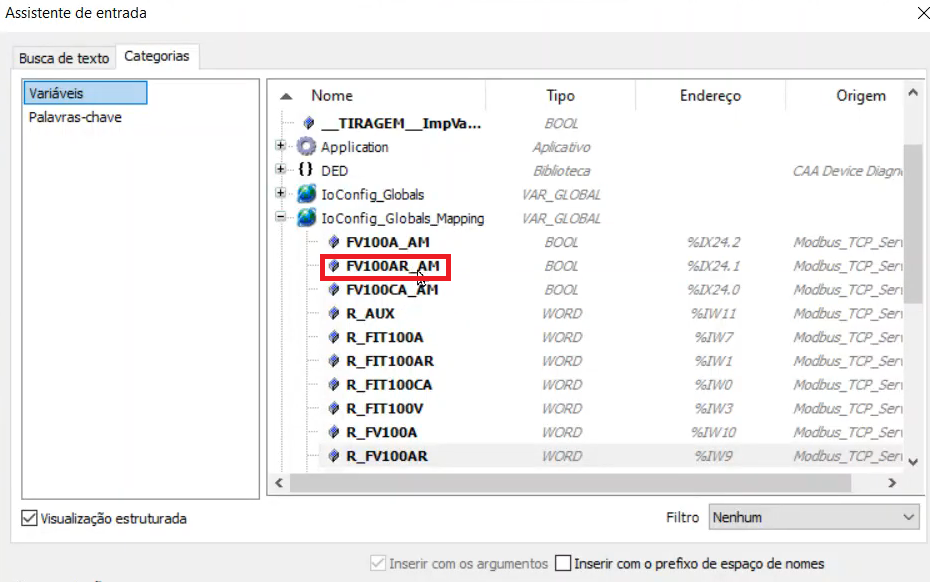 Assistente de entrada
Busca de texto Categorias
Variáveis
Palavras-chave
Nome Tipo Endereço Origem
__TIRAGEM__ImpVa... BOOL
Application Aplicativo
DED Biblioteca CAA Device Diagn
IoConfig_Globals VAR_GLOBAL
IoConfig_Globals_Mapping VAR_GLOBAL
FV100A_AM BOOL %IX24.2 Modbus_TCP_Serv
FV100AR_AM BOOL %IX24.1 Modbus_TCP_Serv
FV100CA_AM BOOL %IX24.0 Modbus_TCP_Serv
R_AUX WORD %IW11 Modbus_TCP_Serv
R_FIT100A WORD %IW7 Modbus_TCP_Serv
R_FIT100AR WORD %IW1 Modbus_TCP_Serv
R_FIT100CA WORD %IW0 Modbus_TCP_Serv
R_FIT100V WORD %IW3 Modbus_TCP_Serv
R_FV100A WORD %IW10 Modbus_TCP_Serv
R_FV100AR WORD %IW9 Modbus_TCP_Serv
Visualização estruturada
Filtro Nenhum
Inserir com os argumentos Inserir com o prefixo de espaço de nomes